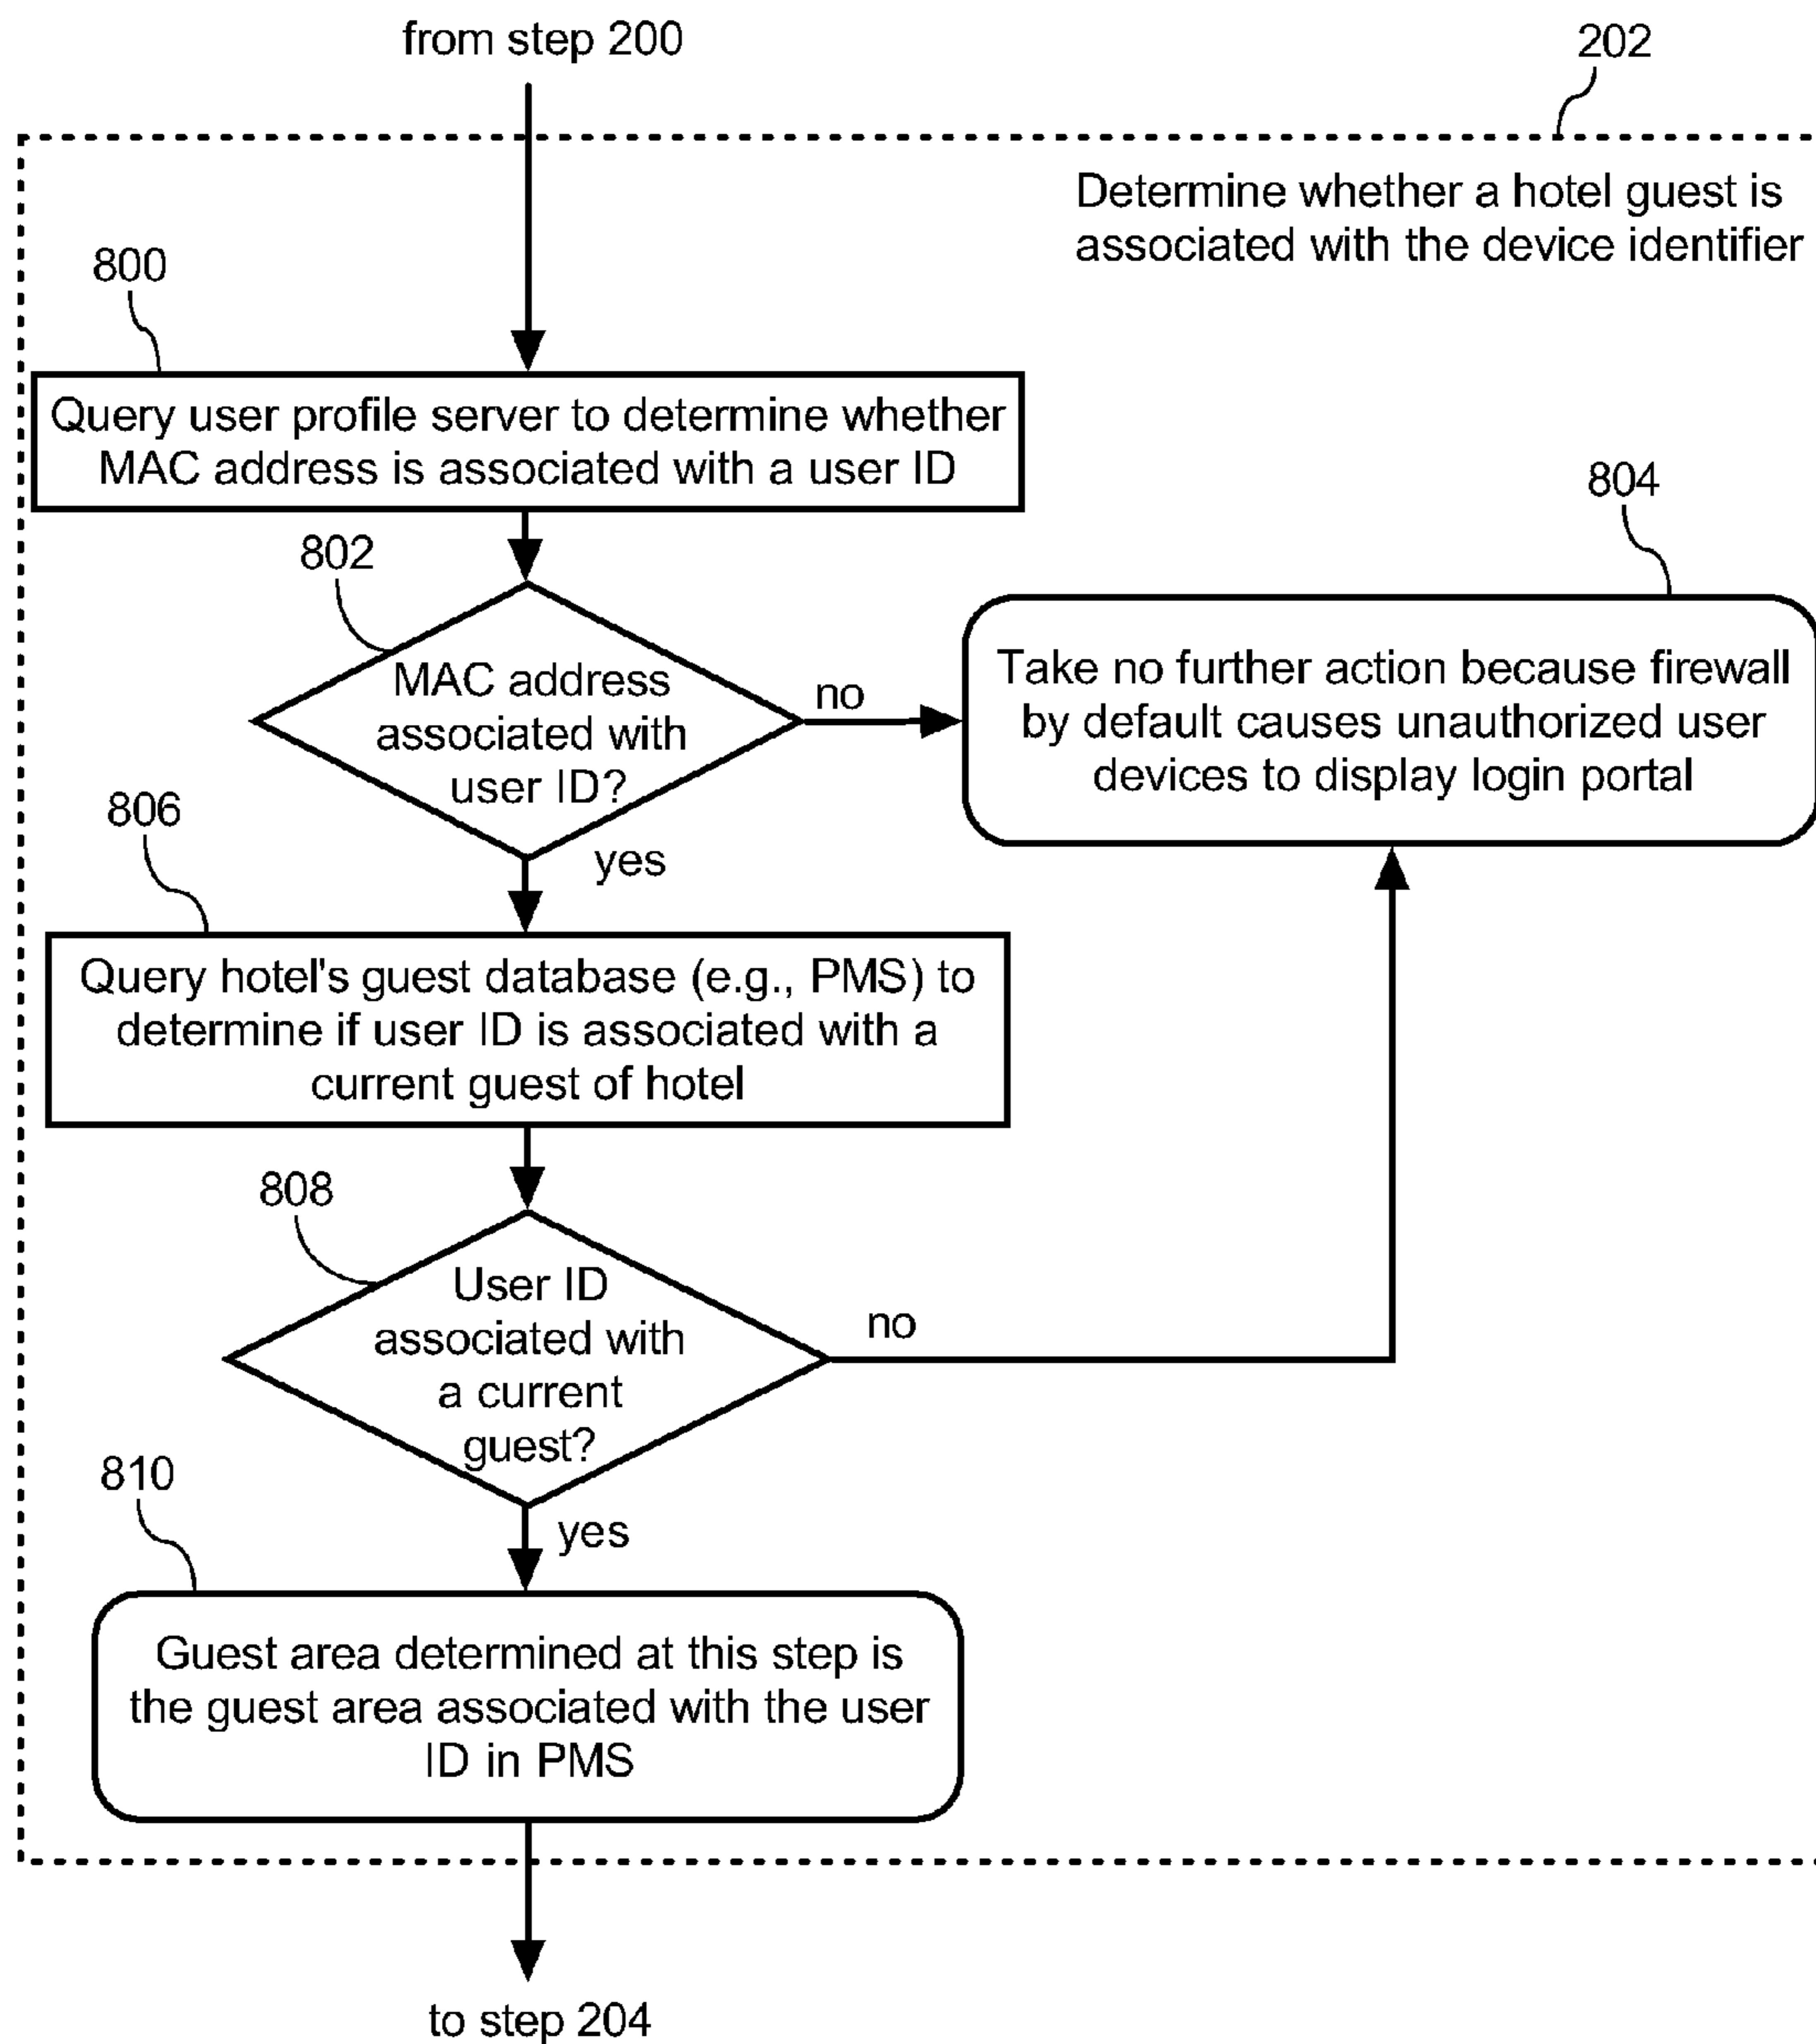 from step 200
202
Determine whether a hotel guest is
associated with the device identifier
800
Query user profile server to determine whether
MAC address is associated with a user ID
802
MAC address
associated with
user ID?
no
804
Take no further action because firewall
by default causes unauthorized user
devices to display login portal
yes
806
Query hotel's guest database (e.g., PMS) to
determine if user ID is associated with a
current guest of hotel
808
User ID
associated with
a current
guest?
no
yes
810
Guest area determined at this step is
the guest area associated with the user
ID in PMS
to step 204